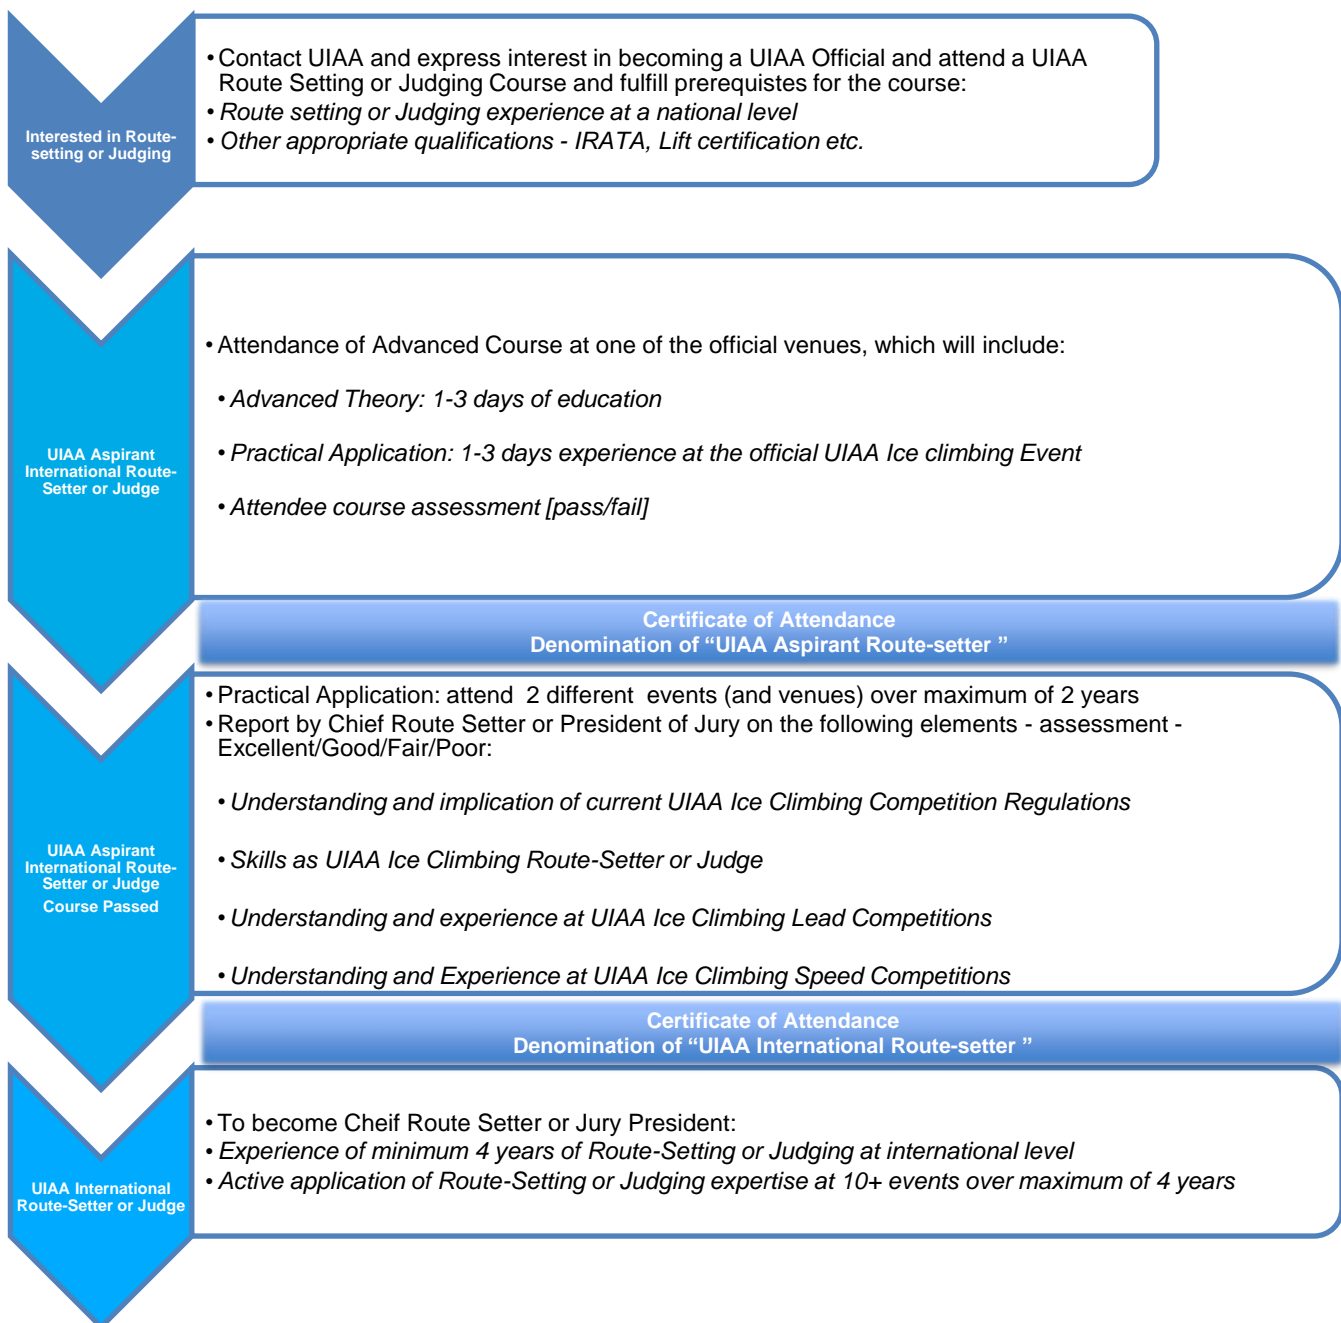 Interested in Route-
setting or Judging
• Contact UIAA and express interest in becoming a UIAA Official and attend a UIAA
Route Setting or Judging Course and fulfill prerequistes for the course:
• Route setting or Judging experience at a national level
• Other appropriate qualifications - IRATA, Lift certification etc.
UIAA Aspirant
International Route-
Setter or Judge
• Attendance of Advanced Course at one of the official venues, which will include:
• Advanced Theory: 1-3 days of education
• Practical Application: 1-3 days experience at the official UIAA Ice climbing Event
• Attendee course assessment [pass/fail]
Certificate of Attendance
Denomination of “UIAA Aspirant Route-setter ”
UIAA Aspirant
International Route-
Setter or Judge
Course Passed
• Practical Application: attend 2 different events (and venues) over maximum of 2 years
• Report by Chief Route Setter or President of Jury on the following elements - assessment -
Excellent/Good/Fair/Poor:
• Understanding and implication of current UIAA Ice Climbing Competition Regulations
• Skills as UIAA Ice Climbing Route-Setter or Judge
• Understanding and experience at UIAA Ice Climbing Lead Competitions
• Understanding and Experience at UIAA Ice Climbing Speed Competitions
Certificate of Attendance
Denomination of “UIAA International Route-setter ”
UIAA International
Route-Setter or Judge
• To become Cheif Route Setter or Jury President:
• Experience of minimum 4 years of Route-Setting or Judging at international level
• Active application of Route-Setting or Judging expertise at 10+ events over maximum of 4 years